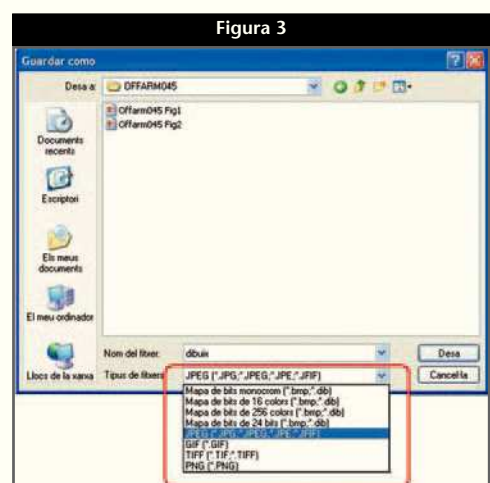 Figura 3
Guardar como
Desa a:
OFFARM045
Offarm045 Fig1
Offarm045 Fig2
Documents
recents
Escriptori
Els meus
documents
El meu ordinador
Llocs de la xarxa
Nom del fitxer:
dibuix
Desa
Tipus de fitxers:
JPEG (*.JPG;*.JPEG;*.JPE;*.JFIF)
Cancel·la
Mapa de bits monocrom (*.bmp;*.dib)
Mapa de bits de 16 colors (*.bmp;*.dib)
Mapa de bits de 256 colors (*.bmp;*.dib)
Mapa de bits de 24 bits (*.bmp;*.dib)
JPEG (*.JPG;*.JPEG;*.JPE;*.JFIF)
GIF (*.GIF)
TIFF (*.TIF;*.TIFF)
PNG (*.PNG)